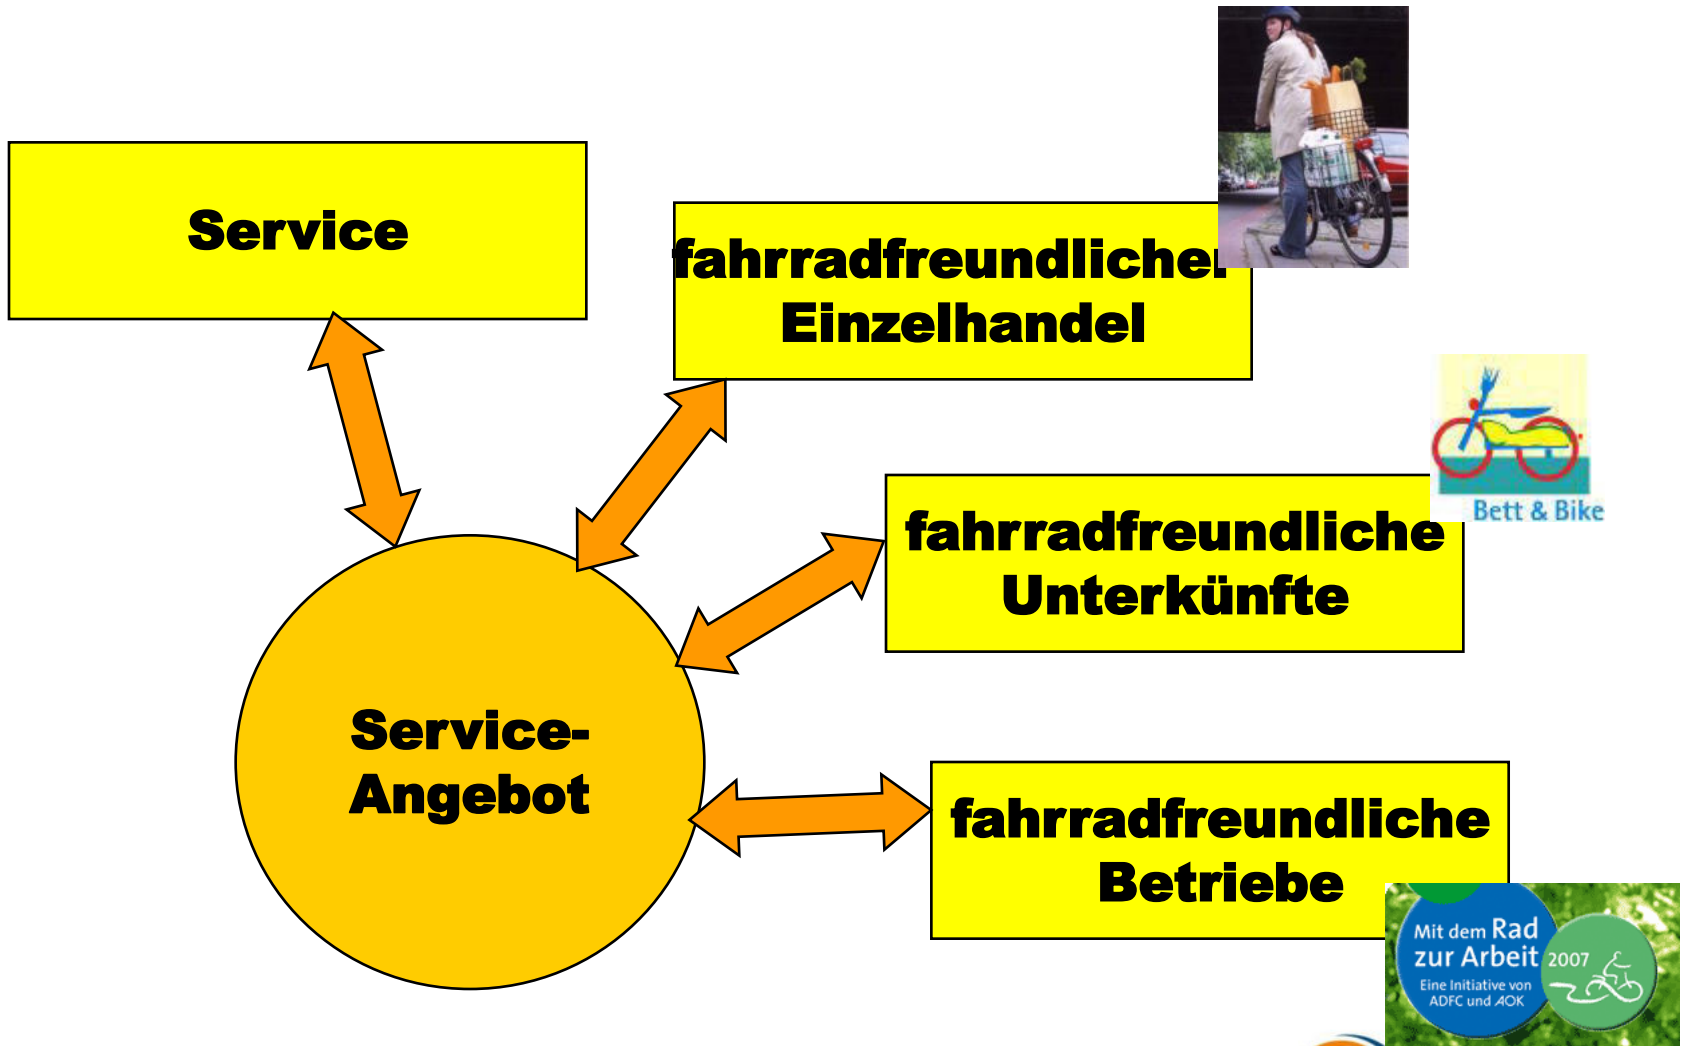 Service
fahrradfreundlicher
Einzelhandel
Bett & Bike
fahrradfreundliche
Unterkünfte
Service-
Angebot
fahrradfreundliche
Betriebe
Mit dem Rad
zur Arbeit
2007
Eine Initiative von
ADFC und AOK